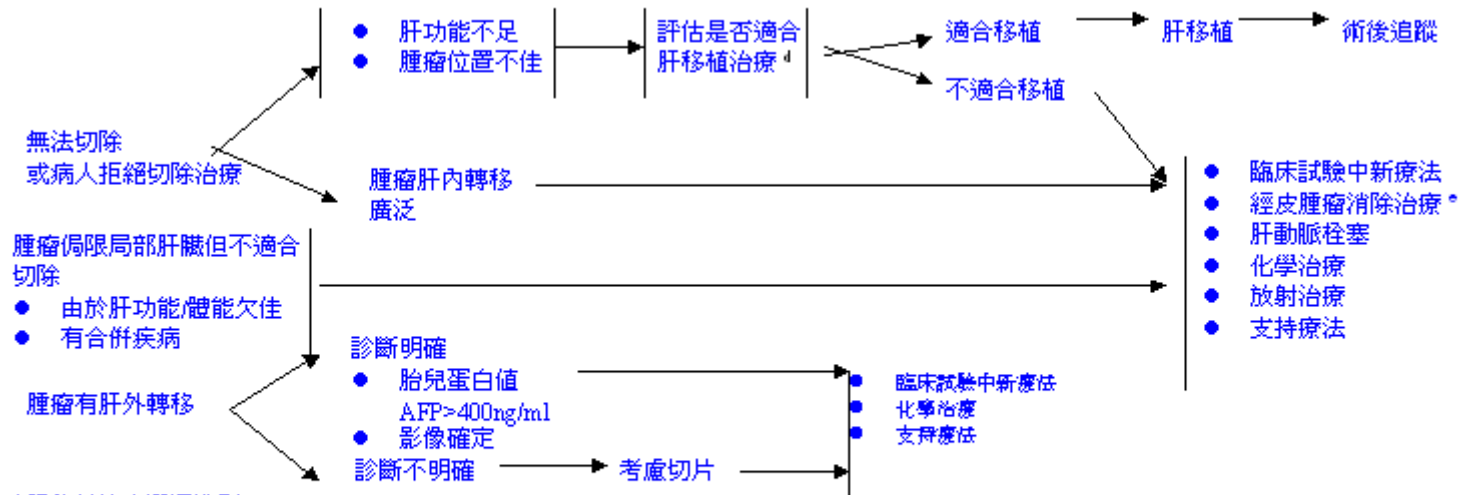 ● 肝功能不足
● 腫瘤位置不佳
評估是否適合
肝移植治療 d
適合移植
肝移植
術後追蹤
不適合移植
無法切除
或病人拒絕切除治療
腫瘤肝內轉移
廣泛
● 臨床試驗中新療法
● 經皮腫瘤消除治療 e
● 肝動脈栓塞
● 化學治療
● 放射治療
● 支持療法
腫瘤侷限局部肝臟但不適合
切除
● 由於肝功能/體能欠佳
● 有合併疾病
腫瘤有肝外轉移
診斷明確
● 胎兒蛋白值
AFP>400ng/ml
● 影像確定
診斷不明確
考慮切片
● 臨床試驗中新療法
● 化學治療
● 支持療法